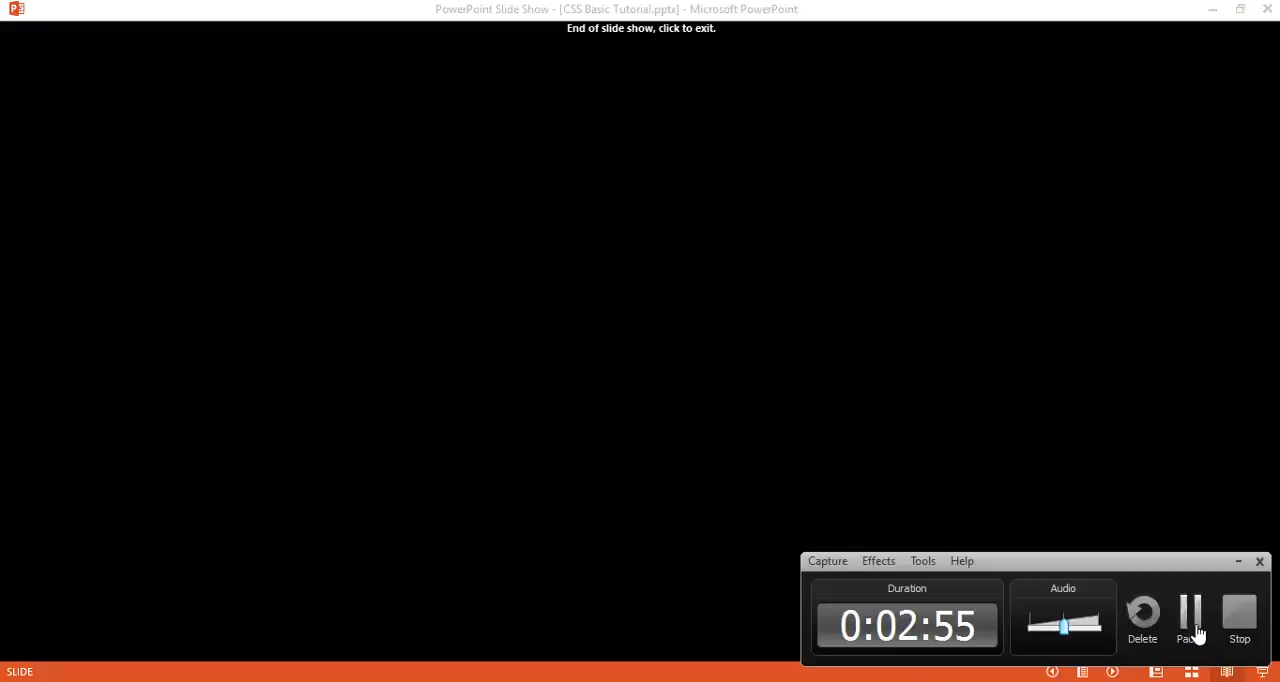 PowerPoint Slide Show - [CSS Basic Tutorial.pptx] - Microsoft PowerPoint
End of slide show, click to exit.
Capture Effects Tools Help
Duration
Audio
0:02:55
Delete
Stop
SLIDE